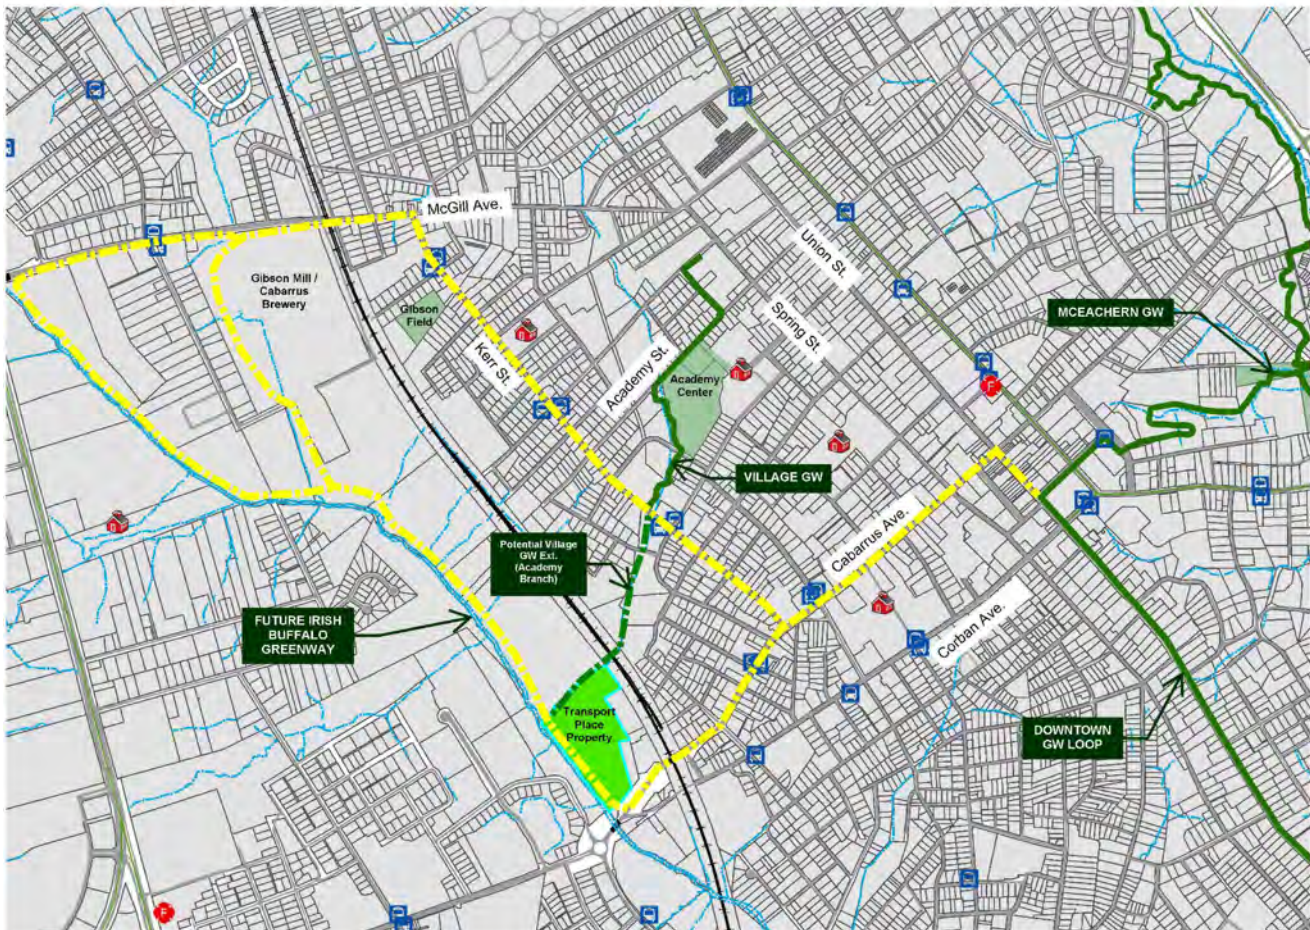 McGill Ave.
Union St.
Gibson Mill /
Cabarrus
Brewery
MCEACHERN GW
Gibson
Field
Spring St.
Kerr St.
Academy St.
Academy
Center
F
VILLAGE GW
Cabarrus Ave.
Potential Village
GW Ext.
(Academy
Branch)
FUTURE IRISH
BUFFALO
GREENWAY
Corban Ave.
Transport
Place
Property
DOWNTOWN
GW LOOP
F